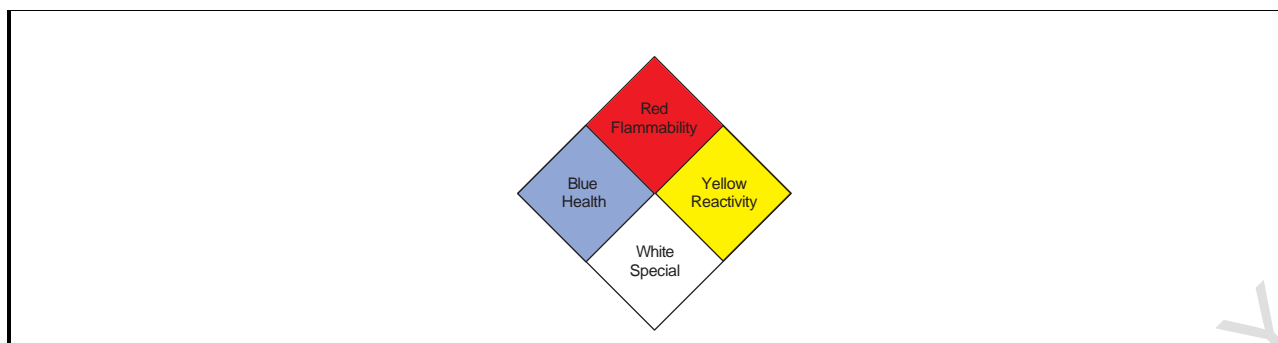 Red
Flammability
Blue
Health
Yellow
Reactivity
White
Special
Y